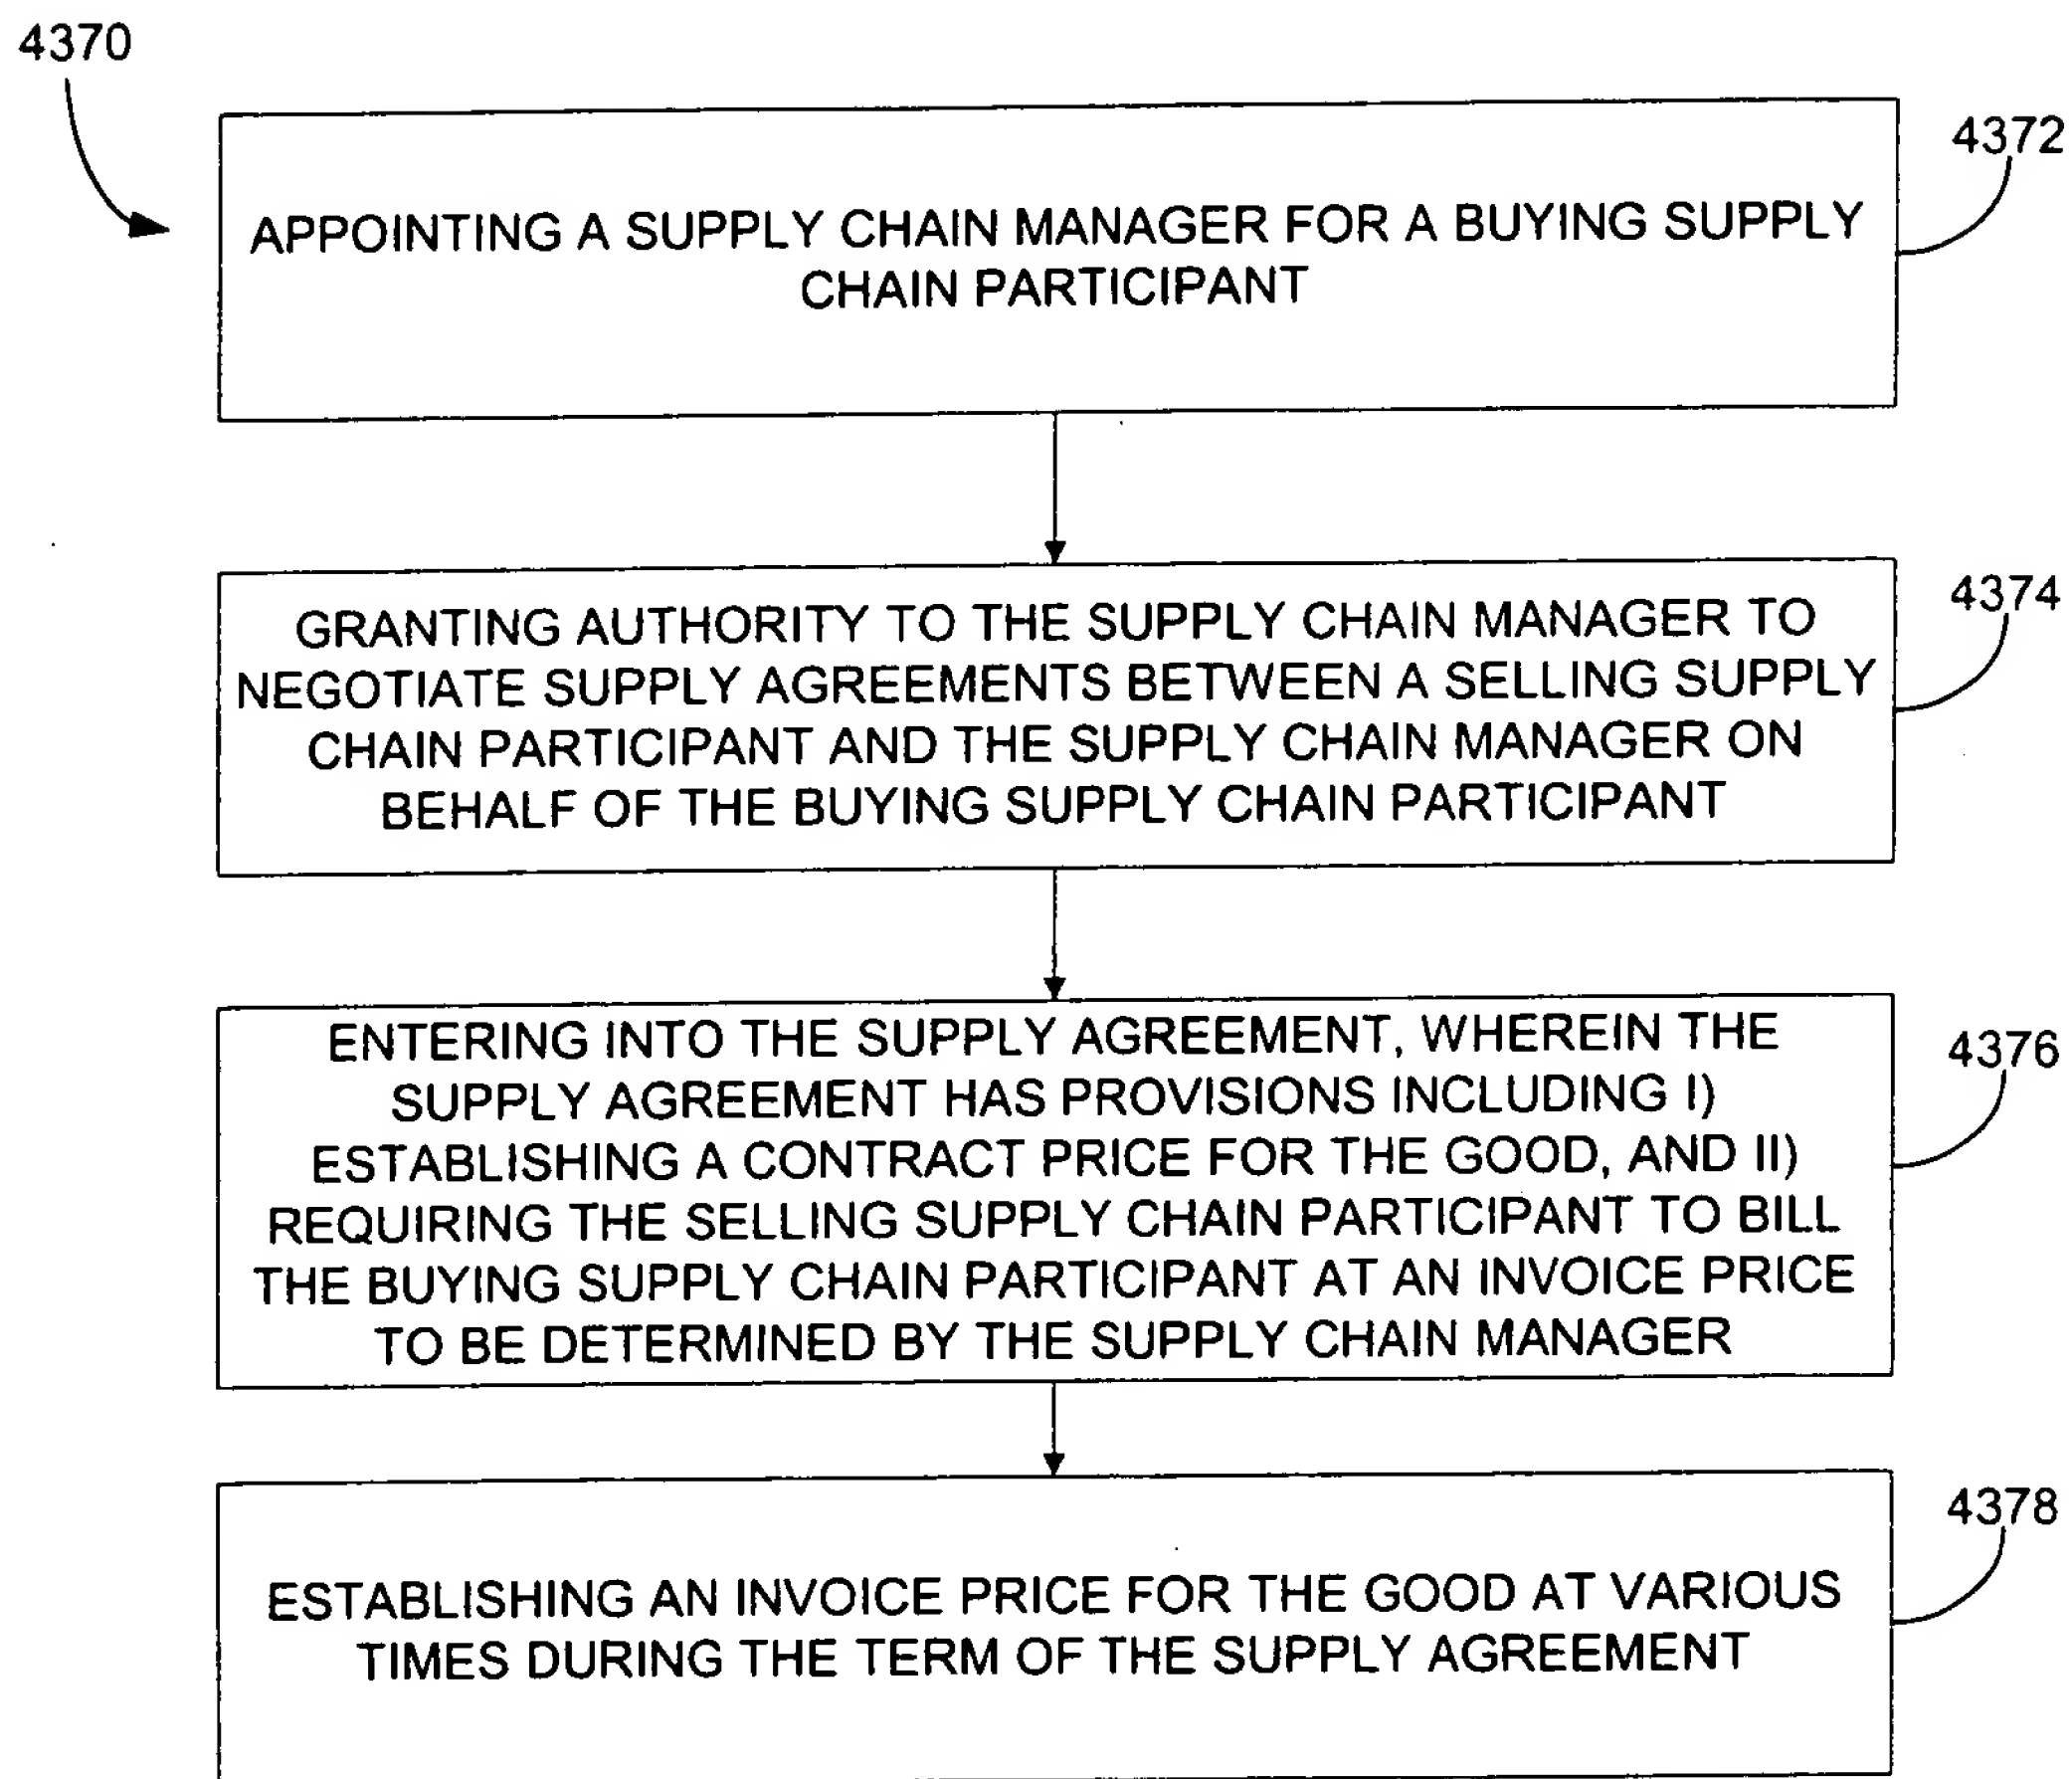 4370
4372
APPOINTING A SUPPLY CHAIN MANAGER FOR A BUYING SUPPLY
CHAIN PARTICIPANT
4374
GRANTING AUTHORITY TO THE SUPPLY CHAIN MANAGER TO
NEGOTIATE SUPPLY AGREEMENTS BETWEEN A SELLING SUPPLY
CHAIN PARTICIPANT AND THE SUPPLY CHAIN MANAGER ON
BEHALF OF THE BUYING SUPPLY CHAIN PARTICIPANT
4376
ENTERING INTO THE SUPPLY AGREEMENT, WHEREIN THE
SUPPLY AGREEMENT HAS PROVISIONS INCLUDING I)
ESTABLISHING A CONTRACT PRICE FOR THE GOOD, AND II)
REQUIRING THE SELLING SUPPLY CHAIN PARTICIPANT TO BILL
THE BUYING SUPPLY CHAIN PARTICIPANT AT AN INVOICE PRICE
TO BE DETERMINED BY THE SUPPLY CHAIN MANAGER
4378
ESTABLISHING AN INVOICE PRICE FOR THE GOOD AT VARIOUS
TIMES DURING THE TERM OF THE SUPPLY AGREEMENT